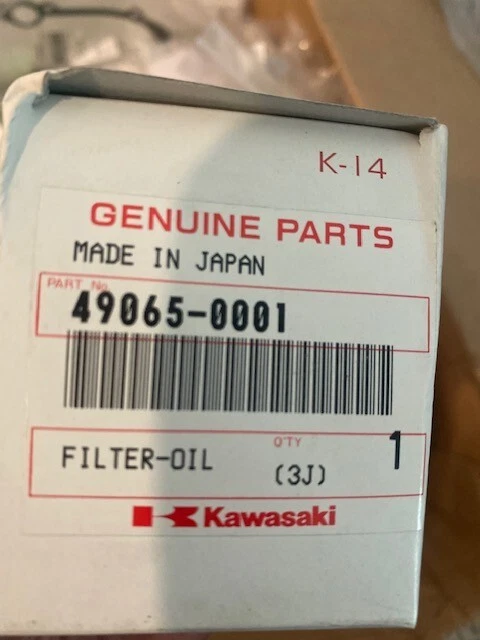 K-14
GENUINE PARTS
MADE IN JAPAN
PART No.
49065-0001
FILTER-OIL
Q'TY
(3J)
1
Kawasaki